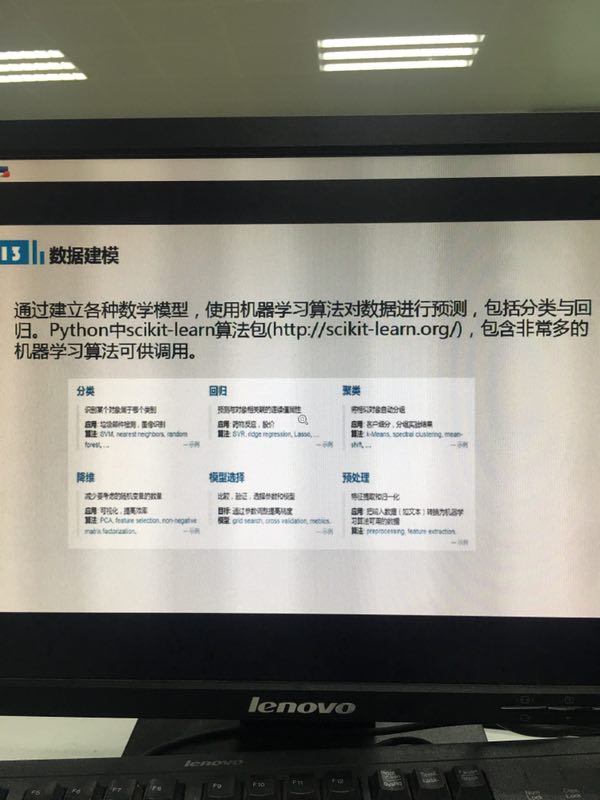 13 数据建模
通过建立各种数学模型，使用机器学习算法对数据进行预测，包括分类与回
归。Python中scikit-learn算法包(http://scikit-learn.org/)，包含非常多的
机器学习算法可供调用。
分类
识别某个对象属于哪个类别
应用: 垃圾邮件检测，图像识别
算法: SVM, nearest neighbors, random
forest, ...
— 示例
回归
预测与对象相关联的连续值属性
应用: 药物反应，股价
算法: SVR, ridge regression, Lasso, ...
— 示例
聚类
将相似对象自动分组
应用: 客户细分，分组实验结果
算法: k-Means, spectral clustering, mean-
shift, ...
— 示例
降维
减少要考虑的随机变量的数量
应用: 可视化，提高效率
算法: PCA, feature selection, non-negative
matrix factorization.
— 示例
模型选择
比较，验证，选择参数和模型
目标: 通过参数调整提高精度
模型: grid search, cross validation, metrics.
— 示例
预处理
特征提取和归一化
应用: 把输入数据（如文本）转换为机器学
习算法可用的数据
算法: preprocessing, feature extraction.
— 示例
lenovo
lenovo
F5
F6
F7
F8
F9
F10
F11
F12
Num
Lock
Caps
Lock